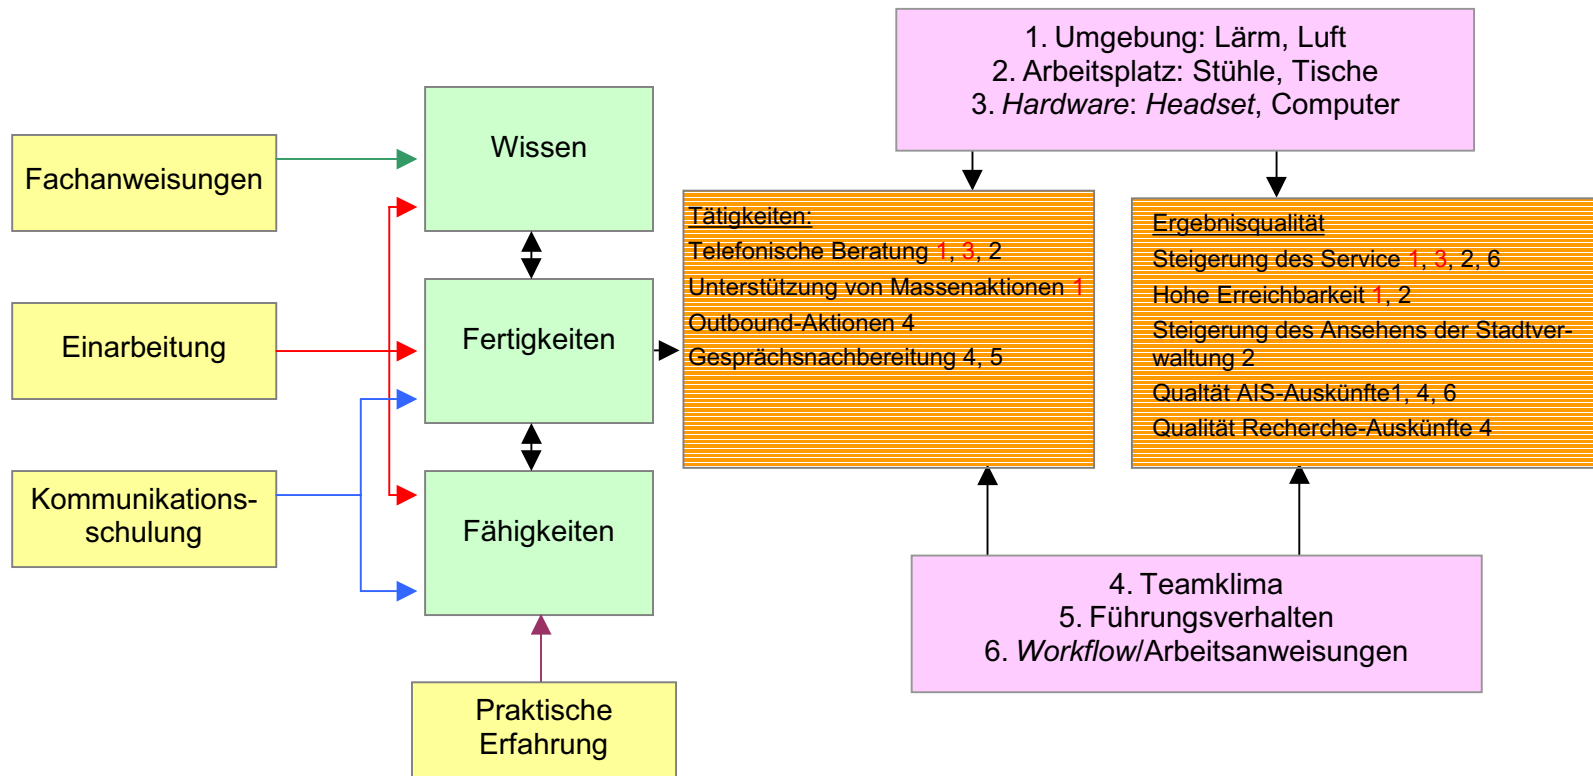 Fachanweisungen
Einarbeitung
Kommunikations-
schulung
Praktische
Erfahrung
Wissen
Fertigkeiten
Fähigkeiten
1. Umgebung: Lärm, Luft
2. Arbeitsplatz: Stühle, Tische
3. Hardware: Headset, Computer
Tätigkeiten:
Telefonische Beratung 1, 3, 2
Unterstützung von Massenaktionen 1
Outbound-Aktionen 4
Gesprächsnachbereitung 4, 5
Ergebnisqualität
Steigerung des Service 1, 3, 2, 6
Hohe Erreichbarkeit 1, 2
Steigerung des Ansehens der Stadtver-
waltung 2
Qualtät AIS-Auskünfte1, 4, 6
Qualität Recherche-Auskünfte 4
4. Teamklima
5. Führungsverhalten
6. Workflow/Arbeitsanweisungen